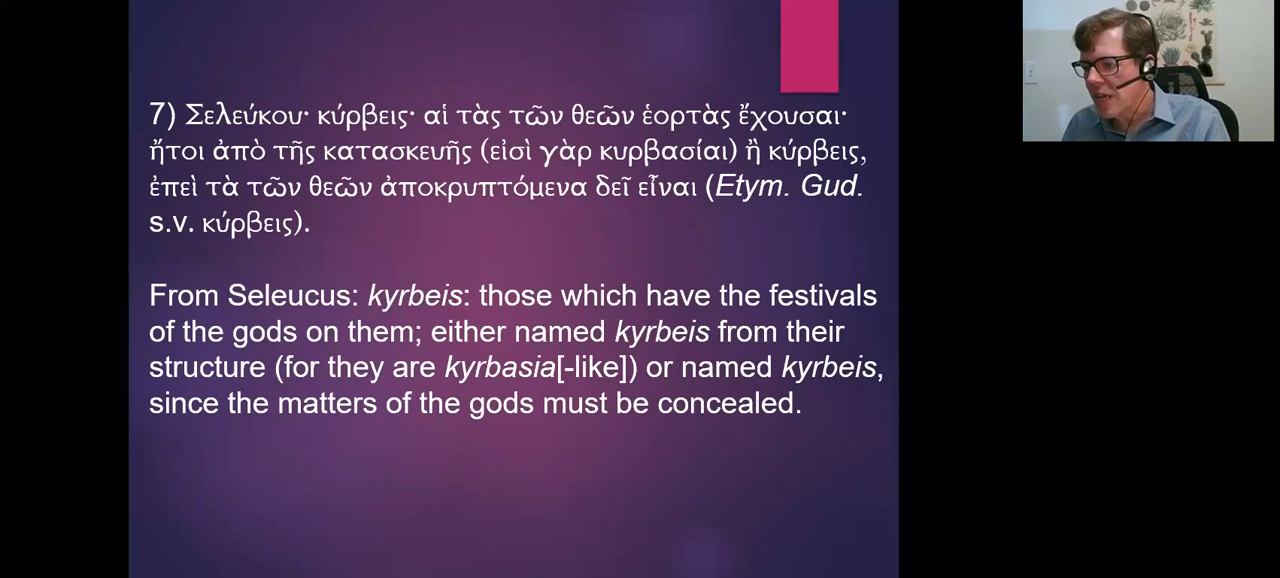 7) Σελεύκου· κύρβεις· αἱ τὰς τῶν θεῶν ἑορτὰς ἔχουσαι·
ἤτοι ἀπὸ τῆς κατασκευῆς (εἰσὶ γὰρ κυρβασίαι) ἢ κύρβεις,
ἐπεὶ τὰ τῶν θεῶν ἀποκρυπτόμενα δεῖ εἶναι (Etym. Gud.
s.v. κύρβεις).
From Seleucus: kyrbeis: those which have the festivals
of the gods on them; either named kyrbeis from their
structure (for they are kyrbasia[-like]) or named kyrbeis,
since the matters of the gods must be concealed.